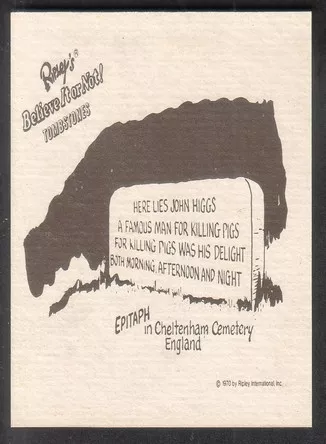 Ripley's®
Believe It or Not!
TOMBSTONES
HERE LIES JOHN HIGGS
A FAMOUS MAN FOR KILLING PIGS
FOR KILLING PIGS WAS HIS DELIGHT
BOTH MORNING, AFTERNOON AND NIGHT
EPITAPH
in Cheltenham Cemetery
England
© 1970 by Ripley International, Inc.